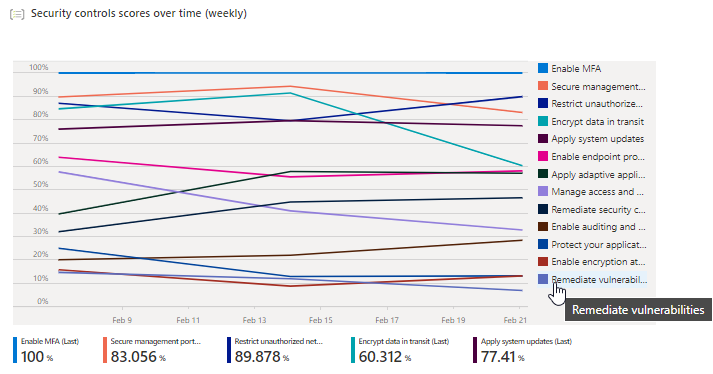 Security controls scores over time (weekly)
100%
90%
80%
70%
60%
50%
40%
30%
20%
10%
0%
Feb 9
Feb 11
Feb 13
Feb 15
Feb 17
Feb 19
Feb 21
Enable MFA
Secure management...
Restrict unauthorize...
Encrypt data in transit
Apply system updates
Enable endpoint pro...
Apply adaptive appli...
Manage access and ...
Remediate security c...
Enable auditing and ...
Protect your applicat...
Enable encryption at...
Remediate vulnerabil...
Remediate vulnerabilities
Enable MFA (Last)
100 %
Secure management port...
83.056 %
Restrict unauthorized net...
89.878 %
Encrypt data in transit (Last)
60.312 %
Apply system updates (Last)
77.41 %